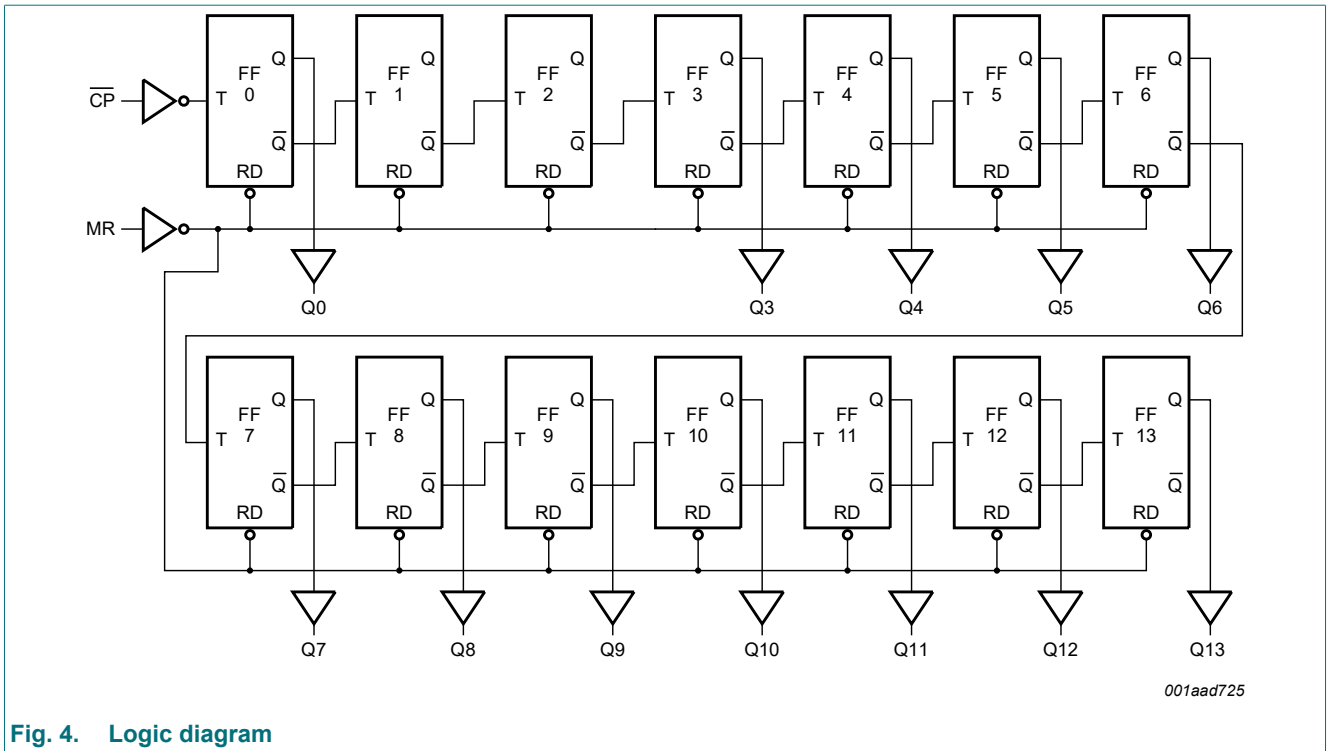 Q Q Q Q Q Q Q
FF FF FF FF FF FF FF
C̅P̅ T 0 T 1 T 2 T 3 T 4 T 5 T 6
Q̅ Q̅ Q̅ Q̅ Q̅ Q̅ Q̅
RD RD RD RD RD RD RD
MR
Q0 Q3 Q4 Q5 Q6
Q Q Q Q Q Q Q
FF FF FF FF FF FF FF
T 7 T 8 T 9 T 10 T 11 T 12 T 13
Q̅ Q̅ Q̅ Q̅ Q̅ Q̅
RD RD RD RD RD RD RD
Q7 Q8 Q9 Q10 Q11 Q12 Q13
001aad725
Fig. 4. Logic diagram